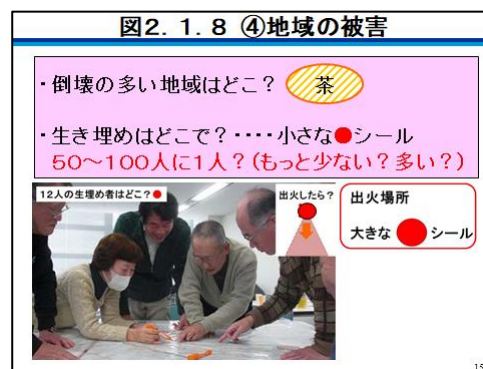 図2.1.8 ④地域の被害
・倒壊の多い地域はどこ？ 茶
・生き埋めはどこで？・・・・小さな●シール
50～100人に1人？（もっと少ない？多い？）
12人の生埋め者はどこ？●
出火したら？
出火場所
大きな●シール
15